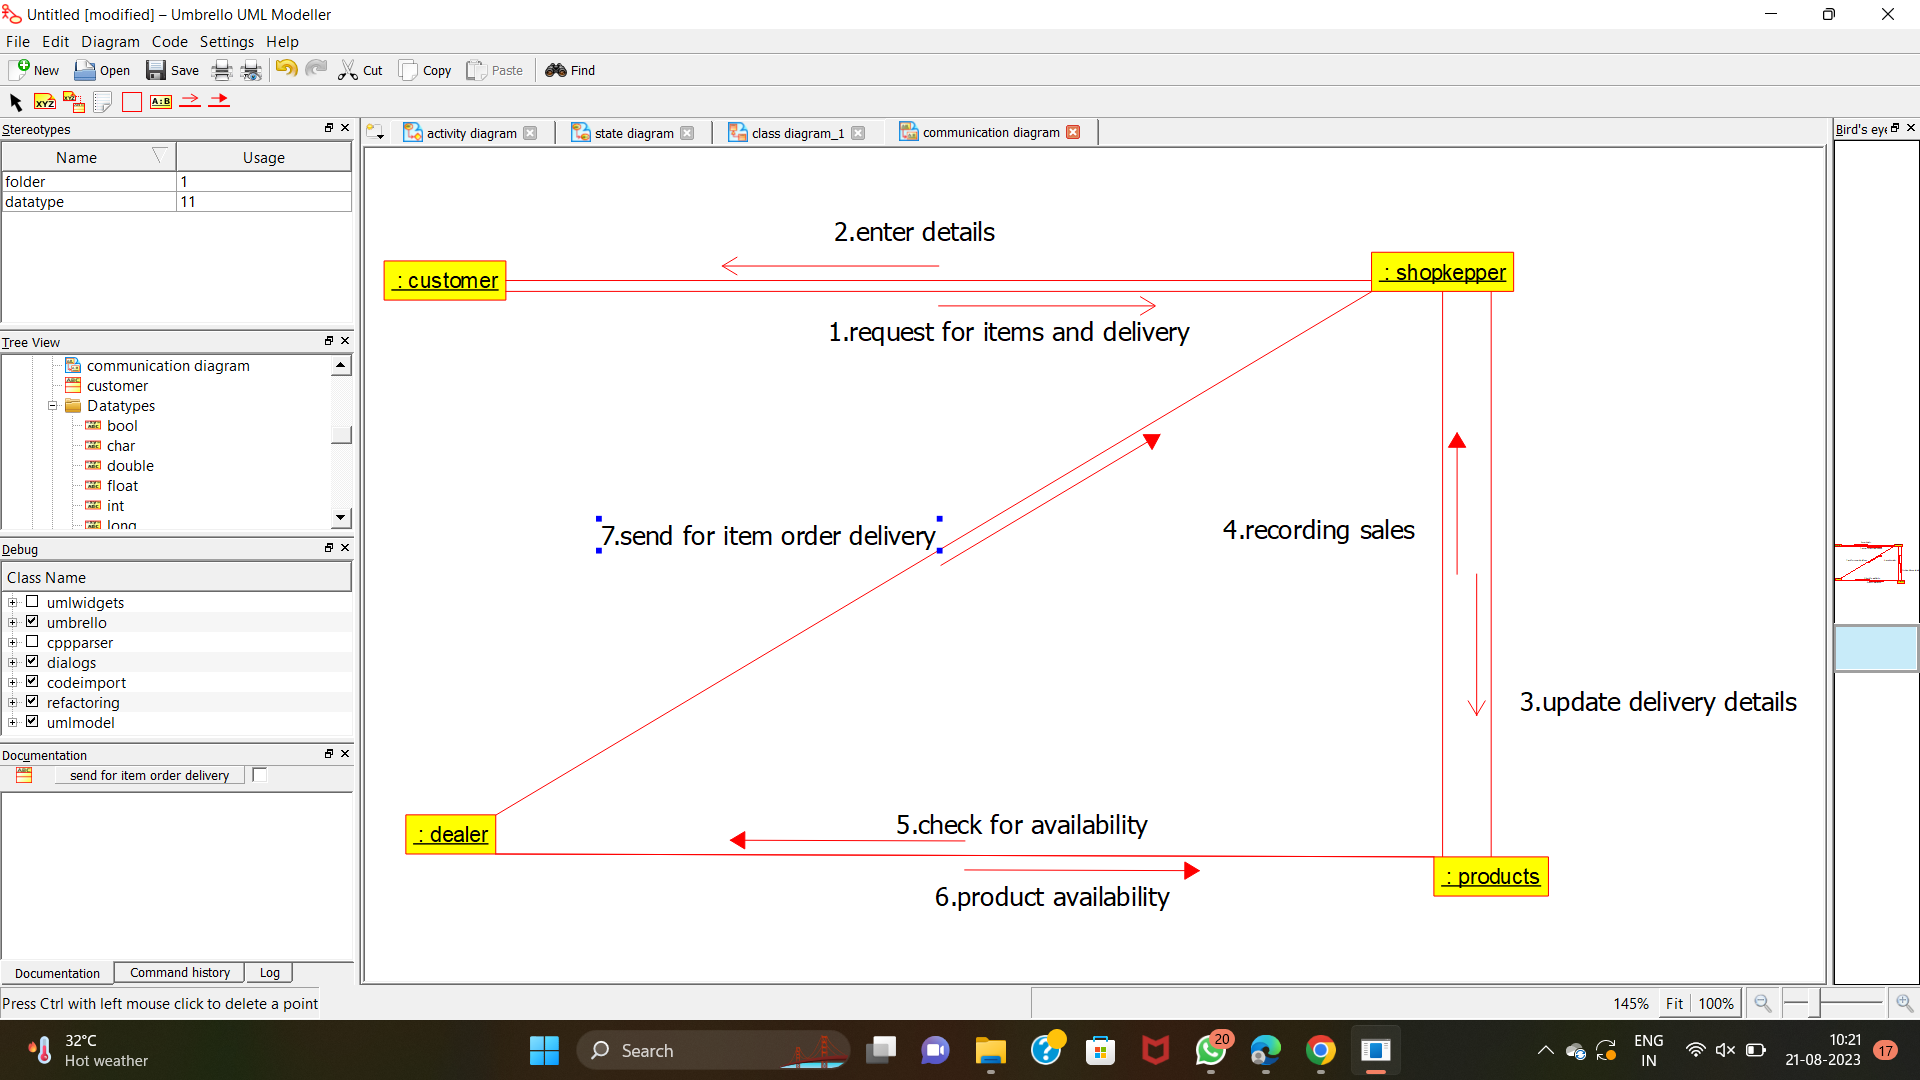 Untitled [modified] – Umbrello UML Modeller
File Edit Diagram Code Settings Help
New Open Save Cut Copy Paste Find
XYZ A:B
Stereotypes
Name Usage
folder 1
datatype 11
Tree View
communication diagram
customer
Datatypes
bool
char
double
float
int
long
Debug
Class Name
umlwidgets
umbrello
cppparser
dialogs
codeimport
refactoring
umlmodel
Documentation
send for item order delivery
Documentation Command history Log
Press Ctrl with left mouse click to delete a point
activity diagram state diagram class diagram_1 communication diagram
Bird's eye
2.enter details
: customer
: shopkepper
1.request for items and delivery
7.send for item order delivery
4.recording sales
3.update delivery details
: dealer
5.check for availability
: products
6.product availability
145% Fit 100%
32°C
Hot weather
Search
20
ENG
IN
10:21
21-08-2023
17